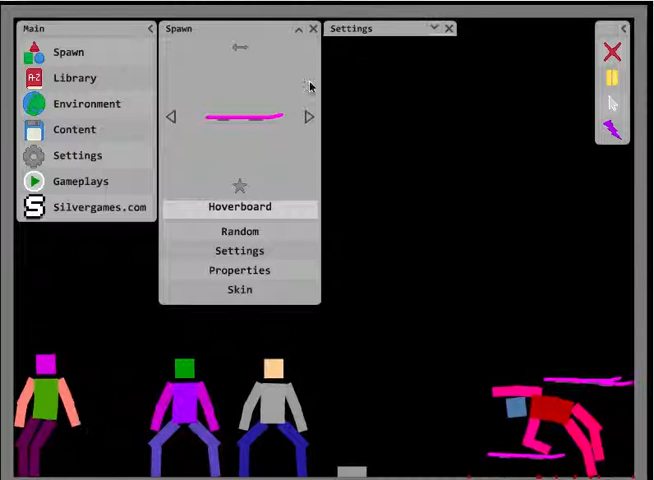 Main
Spawn
Library
A-Z
Environment
Content
Settings
Gameplays
S
Silvergames.com
Spawn
Hoverboard
Random
Settings
Properties
Skin
Settings